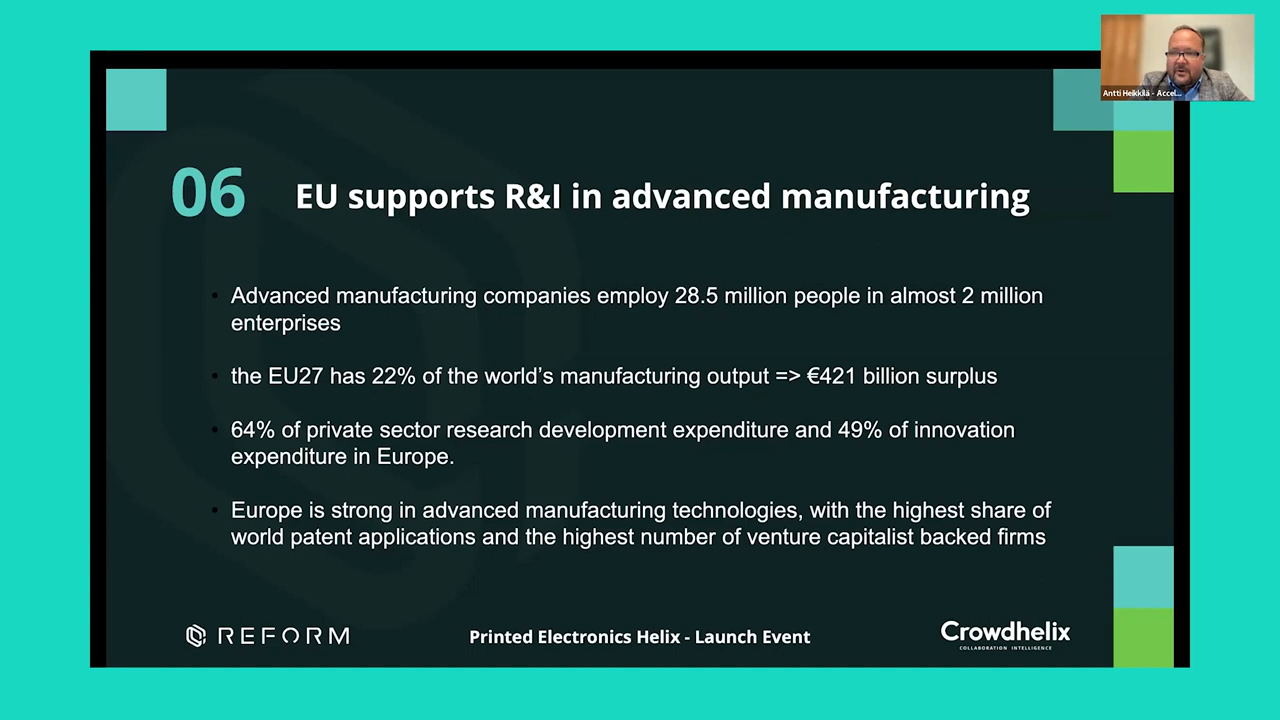 Antti Heikkilä - Accel...
06
EU supports R&I in advanced manufacturing
• Advanced manufacturing companies employ 28.5 million people in almost 2 million
enterprises
• the EU27 has 22% of the world’s manufacturing output => €421 billion surplus
• 64% of private sector research development expenditure and 49% of innovation
expenditure in Europe.
• Europe is strong in advanced manufacturing technologies, with the highest share of
world patent applications and the highest number of venture capitalist backed firms
REFORM
Printed Electronics Helix - Launch Event
Crowdhelix
COLLABORATION INTELLIGENCE